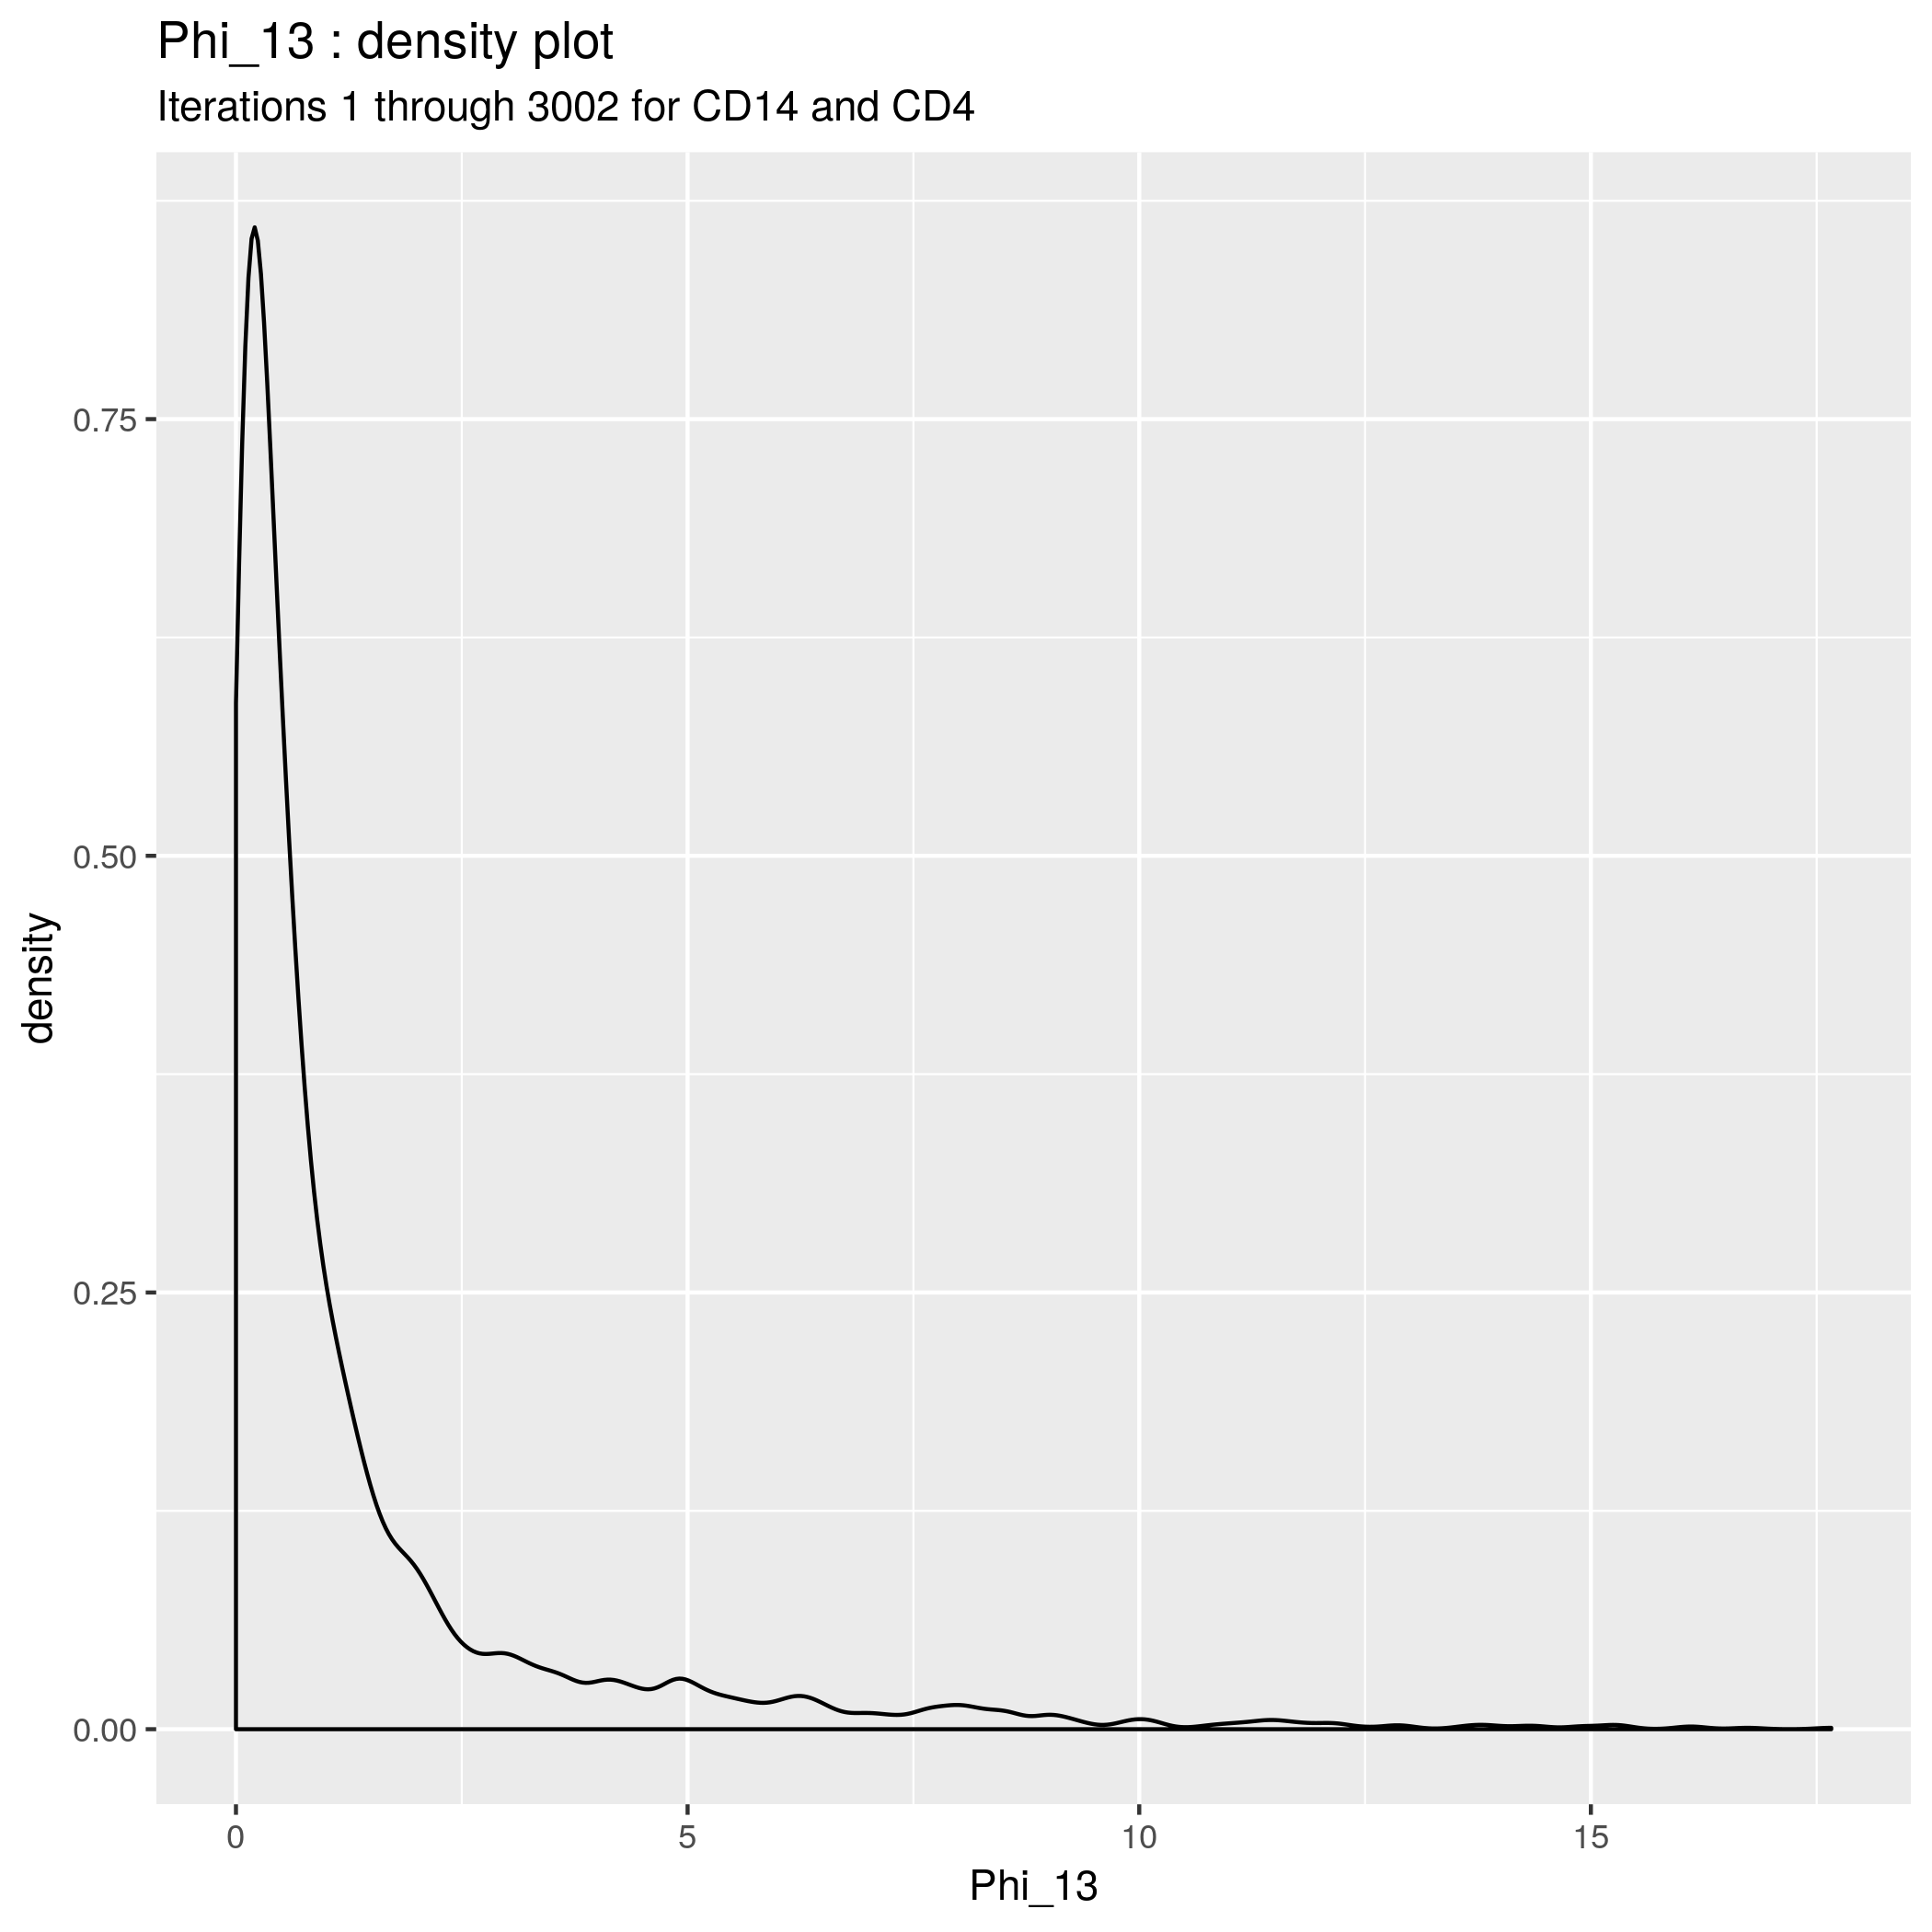 Phi_13 : density plot
Iterations 1 through 3002 for CD14 and CD4
0.75
0.50
0.25
0.00
density
0
5
10
15
Phi_13